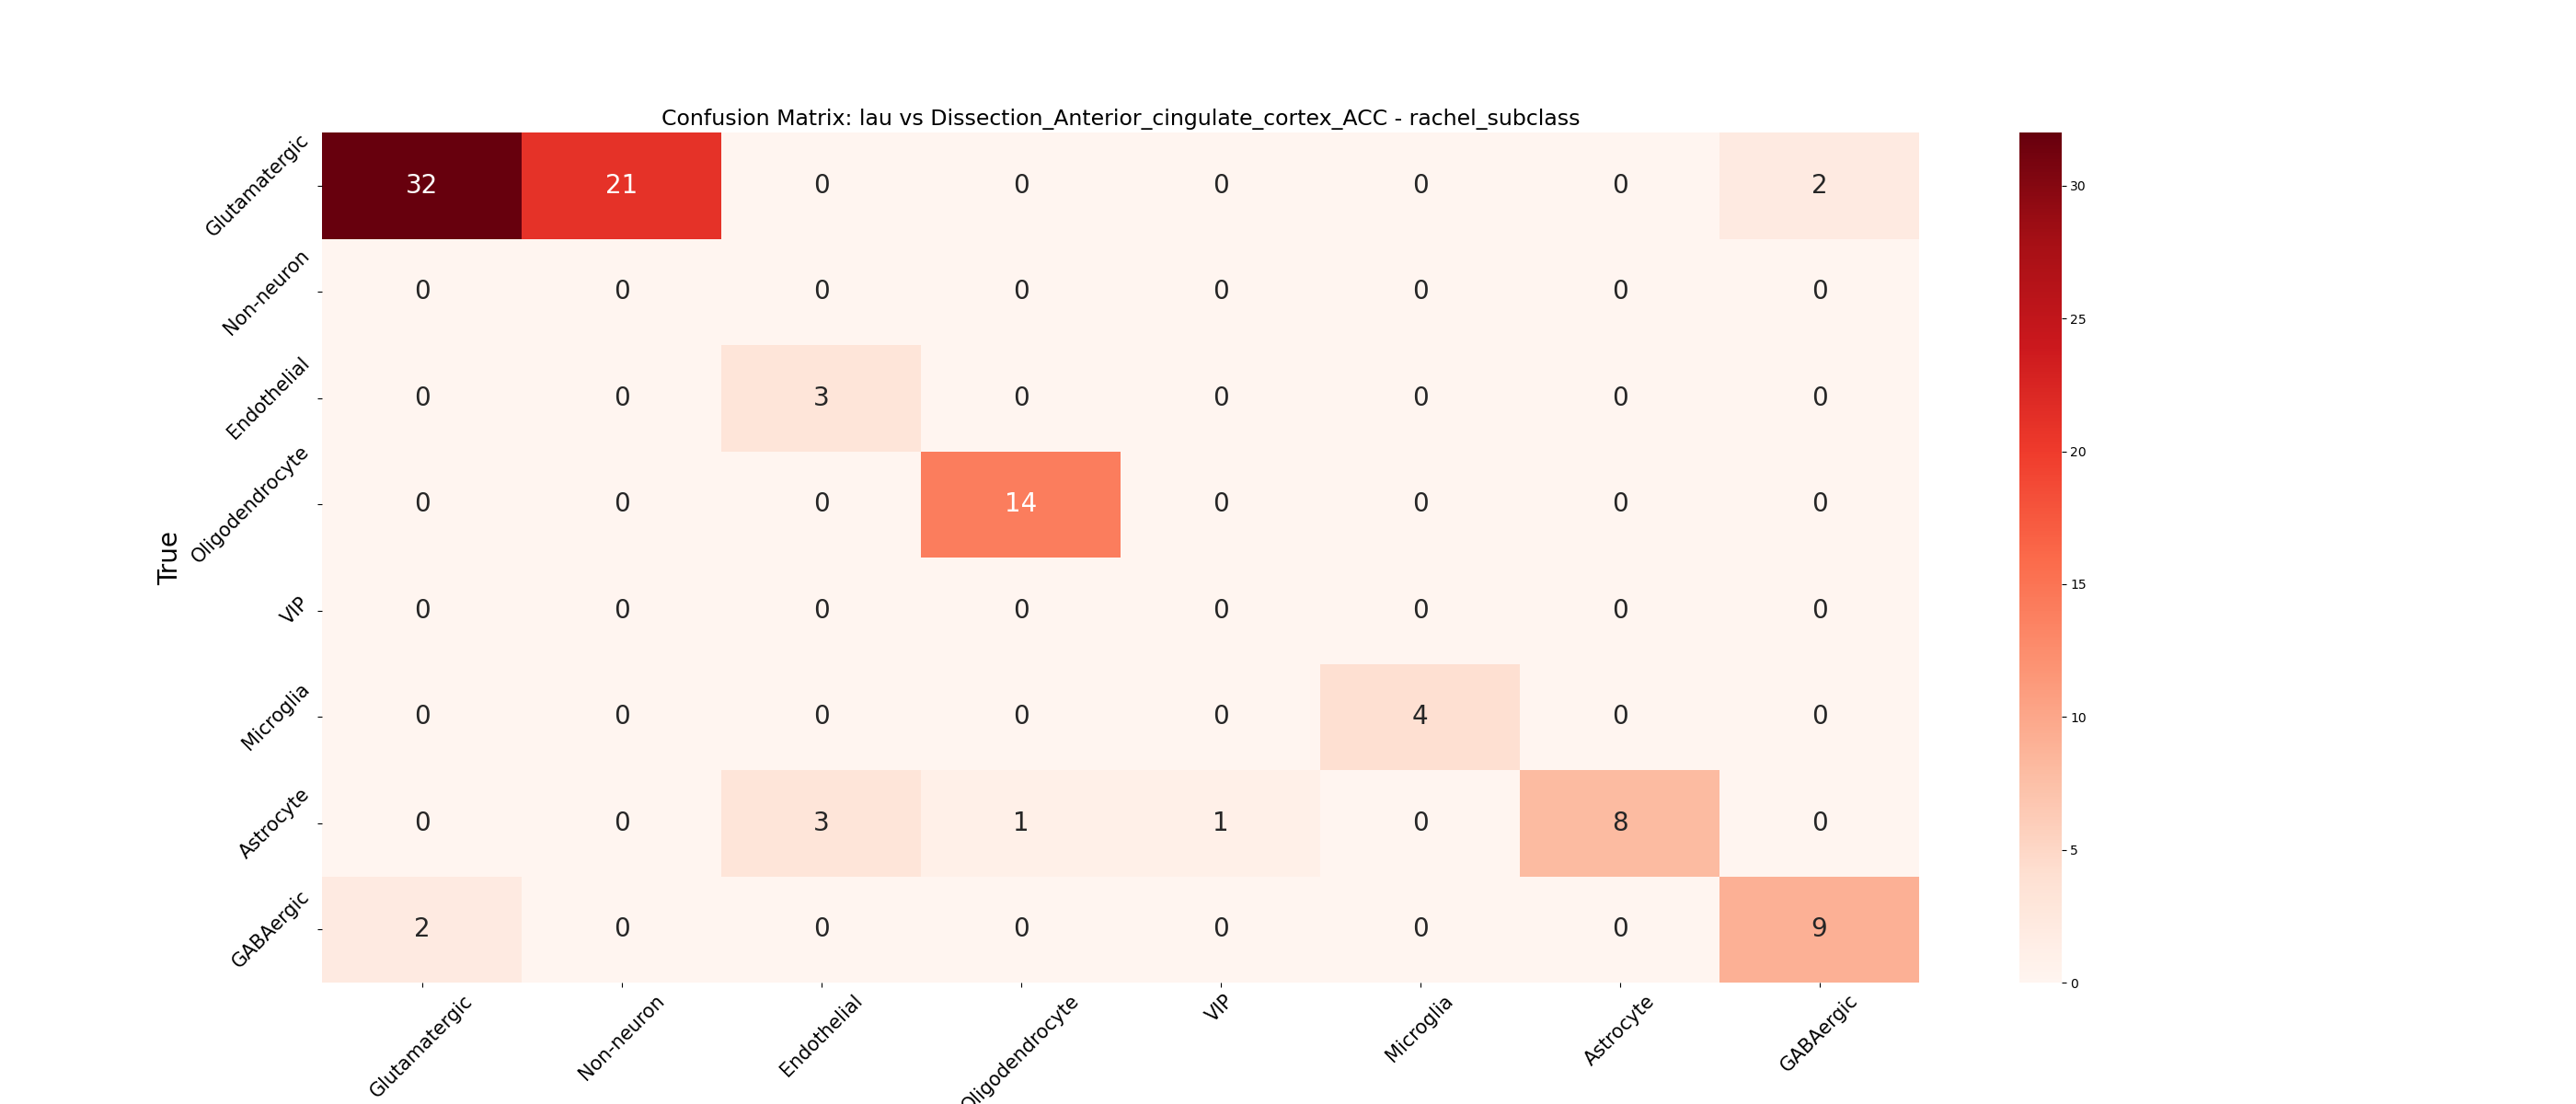 Confusion Matrix: lau vs Dissection_Anterior_cingulate_cortex_ACC - rachel_subclass
True
Glutamatergic 32 21 0 0 0 0 0 2
Non-neuron 0 0 0 0 0 0 0 0
Endothelial 0 0 3 0 0 0 0 0
Oligodendrocyte 0 0 0 14 0 0 0 0
VIP 0 0 0 0 0 0 0 0
Microglia 0 0 0 0 0 4 0 0
Astrocyte 0 0 3 1 1 0 8 0
GABAergic 2 0 0 0 0 0 0 9
Glutamatergic Non-neuron Endothelial Oligodendrocyte VIP Microglia Astrocyte GABAergic
30
25
20
15
10
5
0